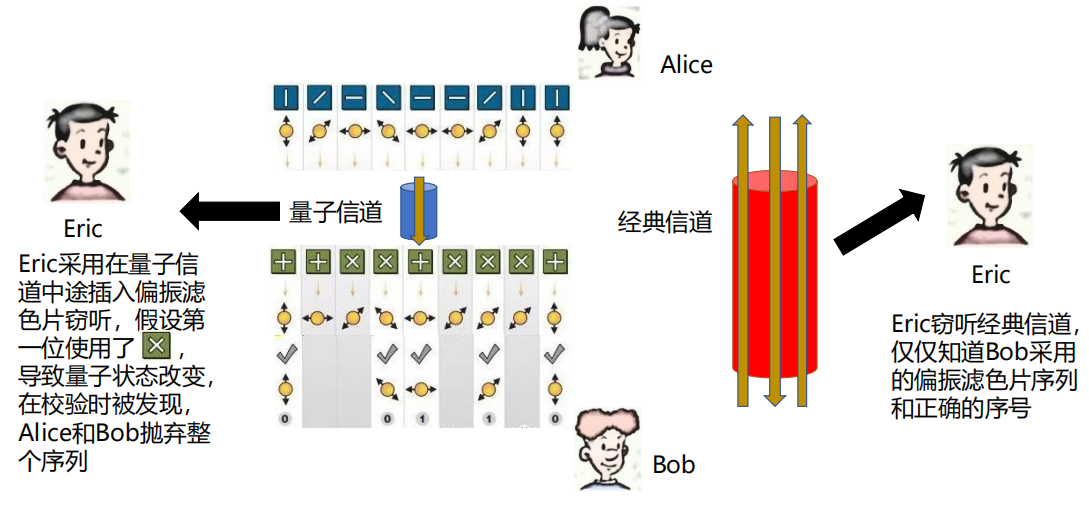 Alice
Eric
量子信道
经典信道
Eric采用在量子信
道中途插入偏振滤
色片窃听，假设第
一位使用了 ，
导致量子状态改变，
在校验时被发现，
Alice和Bob抛弃整
个序列
0 0 1 1 0
Eric
Eric窃听经典信道，
仅仅知道Bob采用
的偏振滤色片序列
和正确的序号
Bob